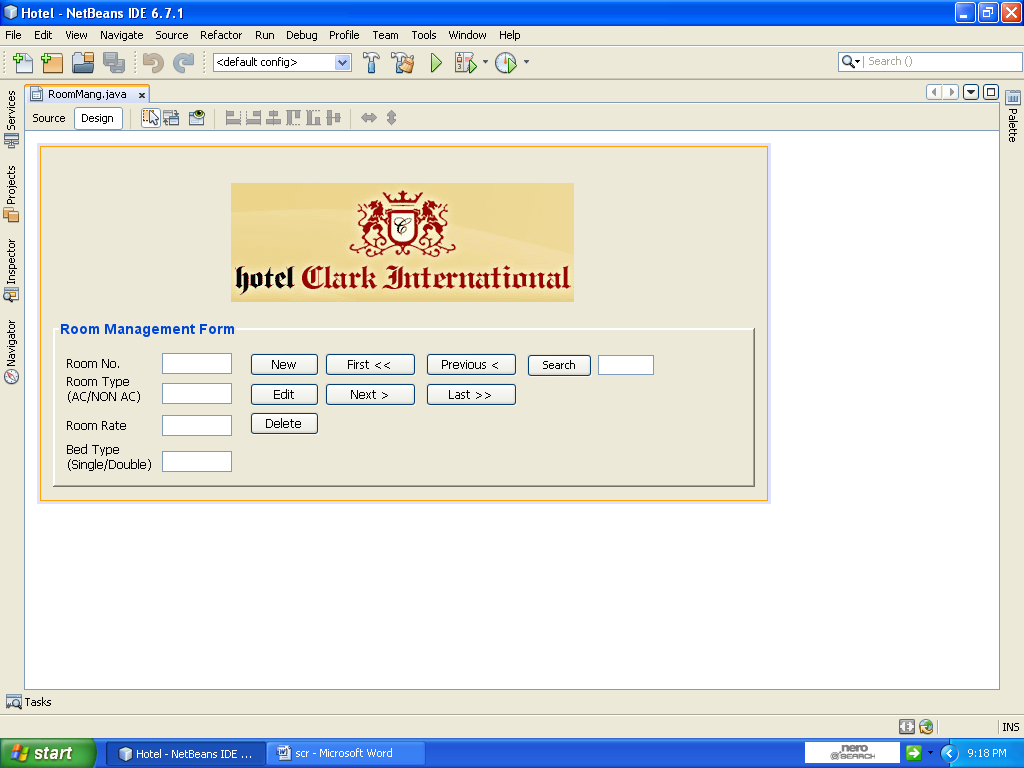 Hotel - NetBeans IDE 6.7.1
File Edit View Navigate Source Refactor Run Debug Profile Team Tools Window Help
<default config>
Search ()
RoomMang.java x
Source Design
Services
Projects
Inspector
Navigator
Palette
C
hotel Clark International
Room Management Form
Room No.
New First << Previous < Search
Room Type
(AC/NON AC)
Edit Next > Last >>
Room Rate
Delete
Bed Type
(Single/Double)
Tasks
INS
start
Hotel - NetBeans IDE ...
scr - Microsoft Word
nero
@SEARCH
9:18 PM